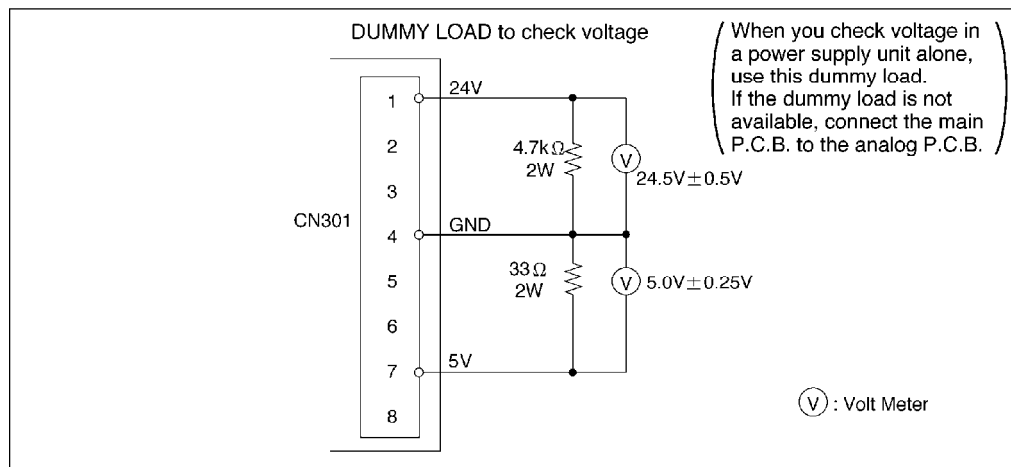 DUMMY LOAD to check voltage
When you check voltage in
a power supply unit alone,
use this dummy load.
If the dummy load is not
available, connect the main
P.C.B. to the analog P.C.B.
CN301
1
2
3
4
5
6
7
8
24V
4.7kΩ
2W
V
24.5V±0.5V
GND
33Ω
2W
V
5.0V±0.25V
5V
V : Volt Meter